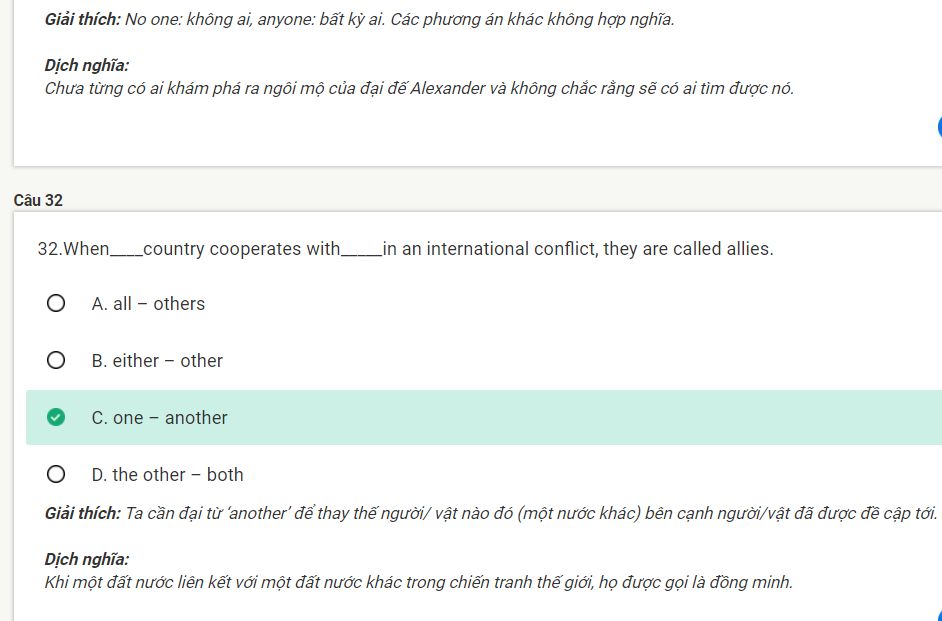 Giải thích: No one: không ai, anyone: bất kỳ ai. Các phương án khác không hợp nghĩa.
Dịch nghĩa:
Chưa từng có ai khám phá ra ngôi mộ của đại đế Alexander và không chắc rằng sẽ có ai tìm được nó.
Câu 32
32.When____country cooperates with_____in an international conflict, they are called allies.
A. all – others
B. either – other
C. one – another
D. the other – both
Giải thích: Ta cần đại từ ‘another’ để thay thế người/ vật nào đó (một nước khác) bên cạnh người/vật đã được đề cập tới.
Dịch nghĩa:
Khi một đất nước liên kết với một đất nước khác trong chiến tranh thế giới, họ được gọi là đồng minh.